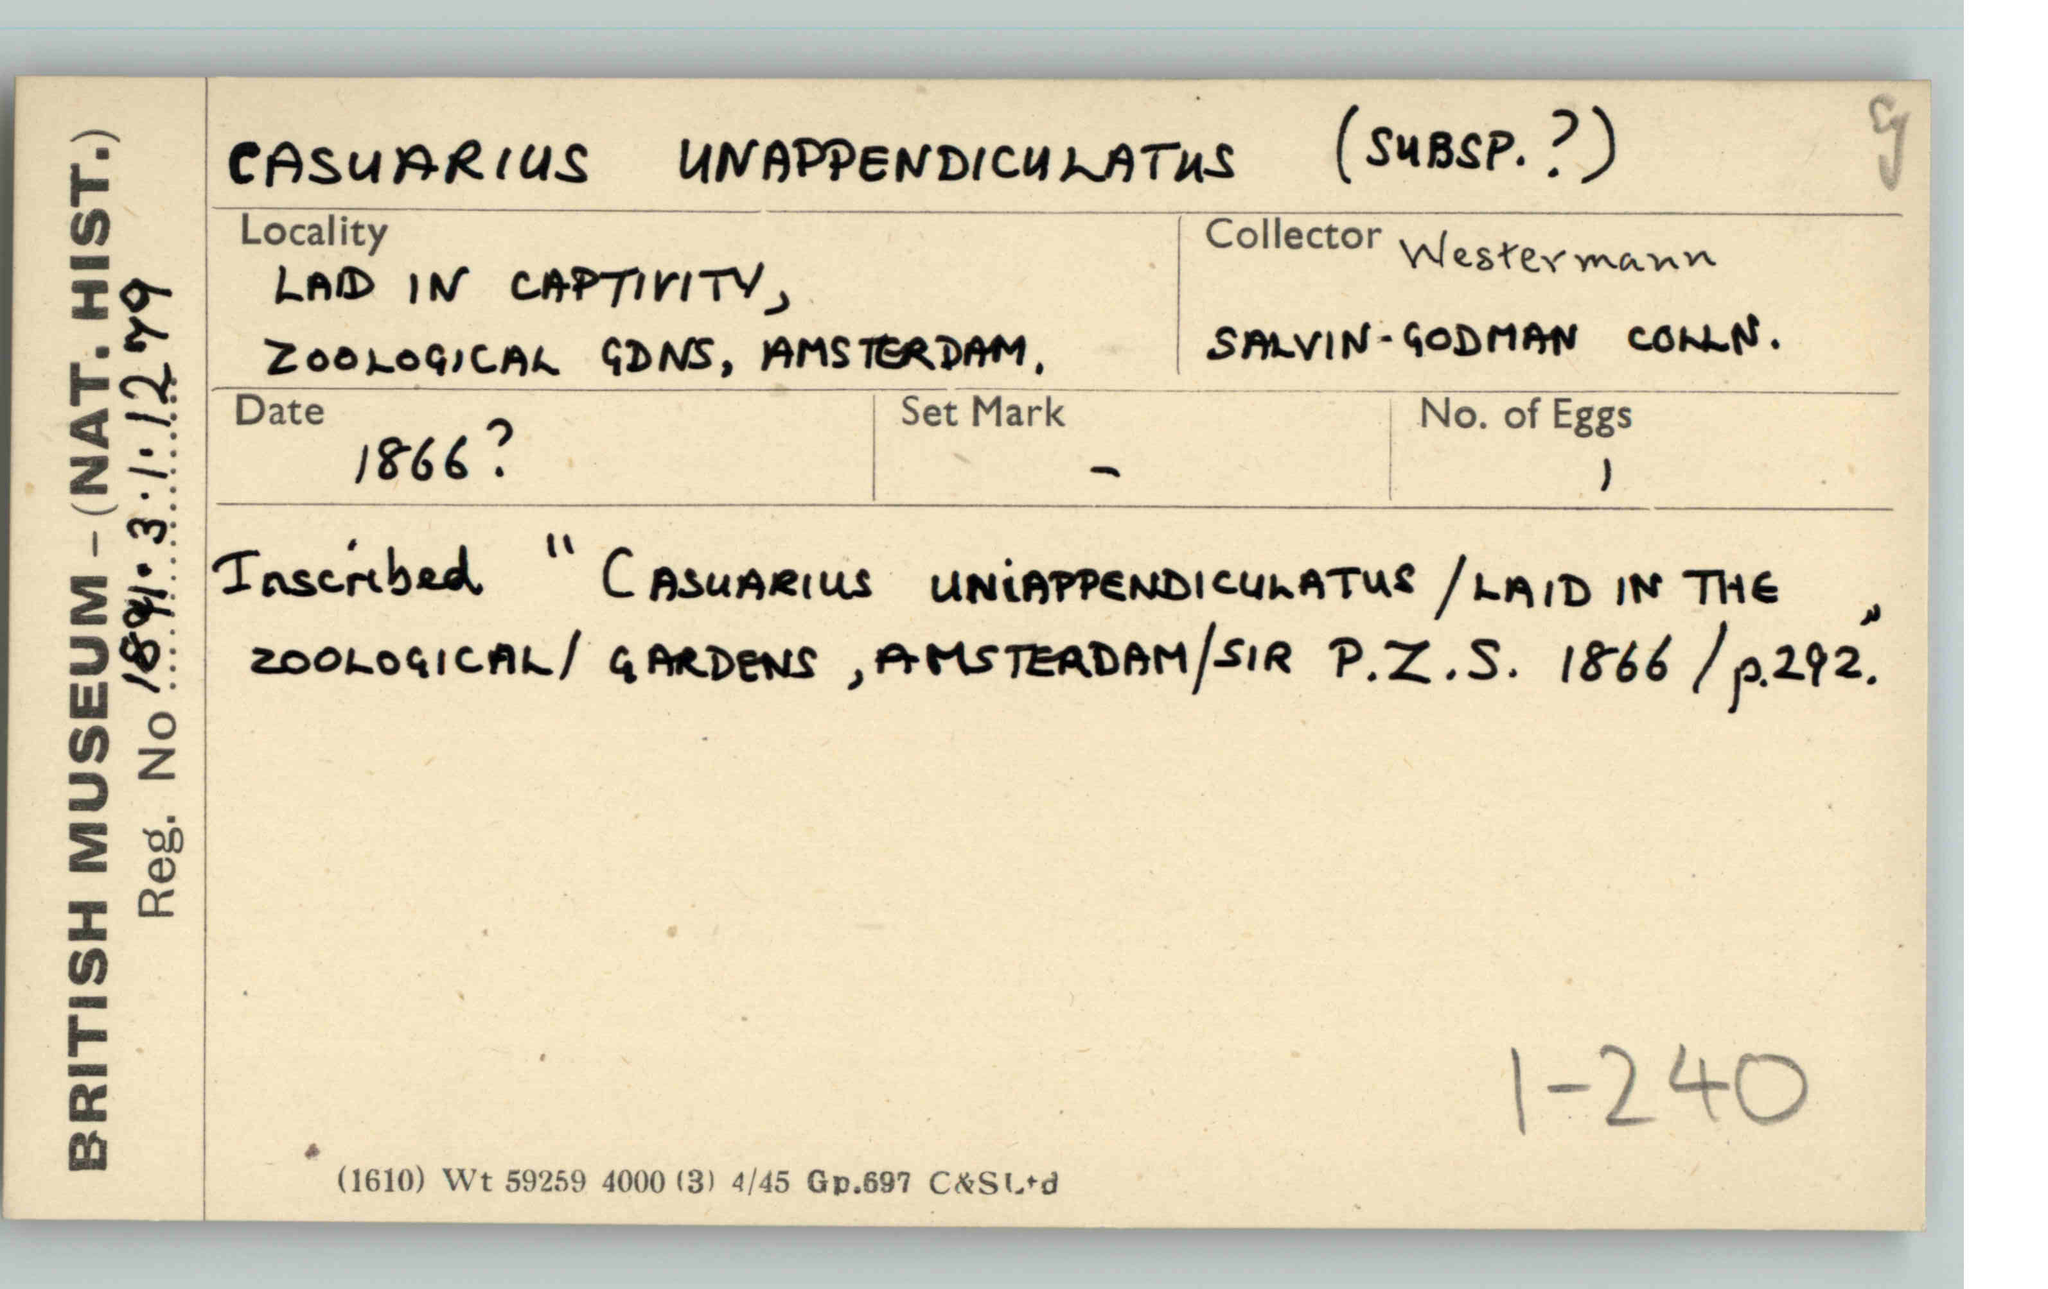 BRITISH MUSEUM – (NAT. HIST.)
Reg. No 1891.3.1.1279
CASUARIUS UNAPPENDICULATUS (SUBSP.?)
Locality
LAID IN CAPTIVITY,
ZOOLOGICAL GDNS, AMSTERDAM.
Collector Westermann
SALVIN-GODMAN COLLN.
Date
1866?
Set Mark
–
No. of Eggs
1
Inscribed "CASUARIUS UNiAPPENDICULATUS / LAID IN THE
ZOOLOGICAL / GARDENS, AMSTERDAM / SIR P.Z.S. 1866 / p.292."
1-240
(1610) Wt 59259 4000 (3) 4/45 Gp.697 C&S Ltd